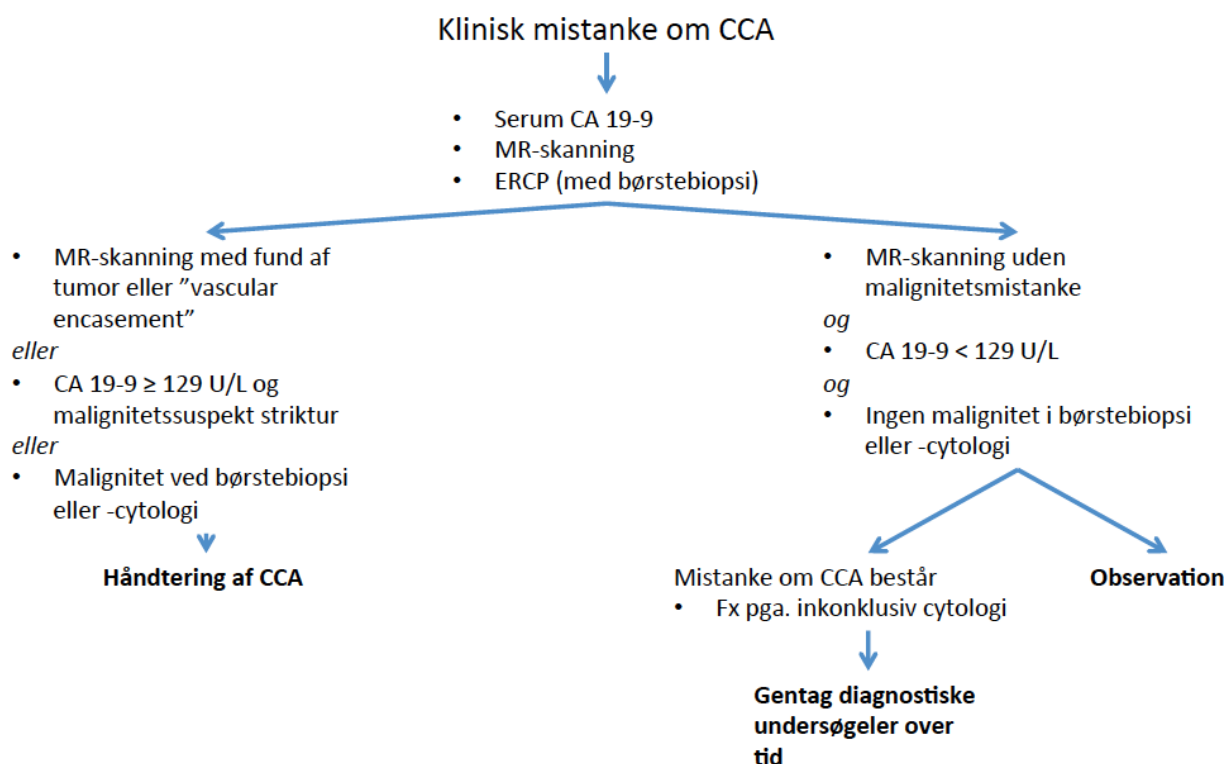 Klinisk mistanke om CCA
• Serum CA 19-9
• MR-skanning
• ERCP (med børstebiopsi)
• MR-skanning med fund af
tumor eller ”vascular
encasement”
eller
• CA 19-9 ≥ 129 U/L og
malignitetssuspekt striktur
eller
• Malignitet ved børstebiopsi
eller -cytologi
Håndtering af CCA
• MR-skanning uden
malignitetsmistanke
og
• CA 19-9 < 129 U/L
og
• Ingen malignitet i børstebiopsi
eller -cytologi
Mistanke om CCA består
• Fx pga. inkonklusiv cytologi
Gentag diagnostiske
undersøgeler over
tid
Observation